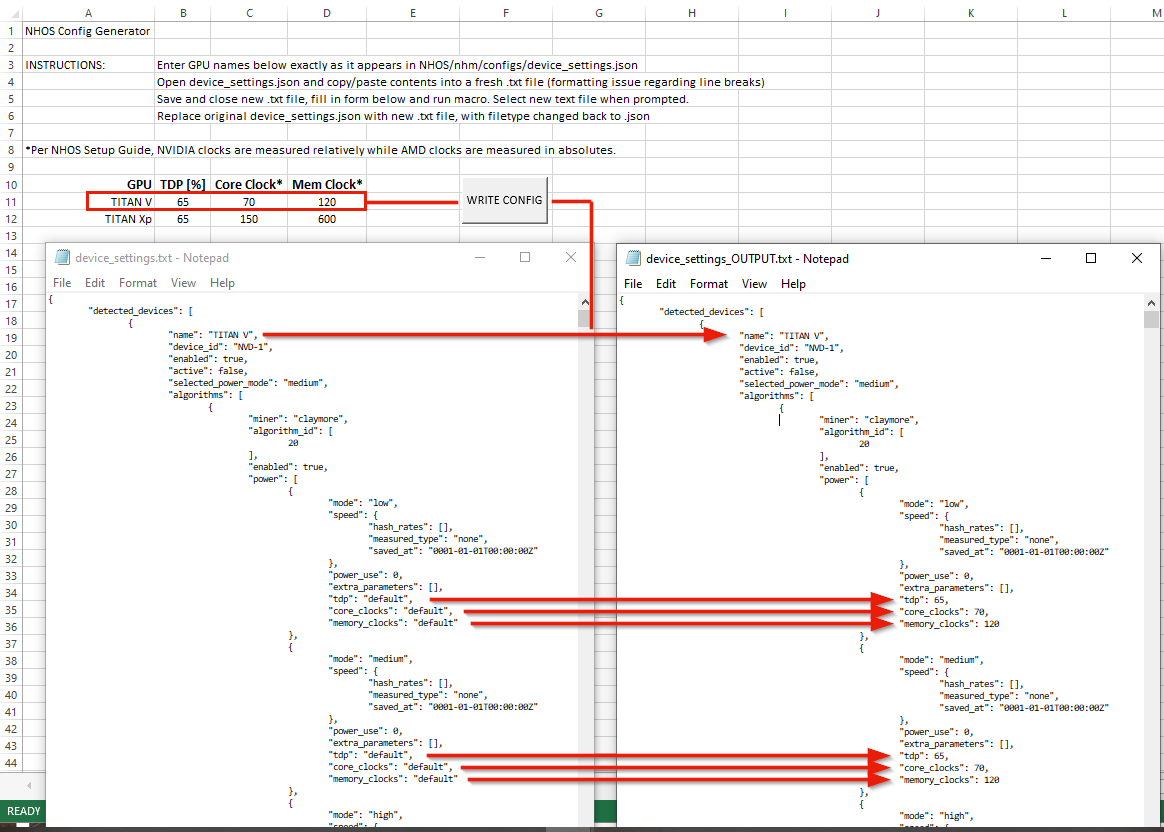 A B C D E F G H I J K L M
1 NHOS Config Generator
2
3 INSTRUCTIONS: Enter GPU names below exactly as it appears in NHOS/nhm/configs/device_settings.json
4 Open device_settings.json and copy/paste contents into a fresh .txt file (formatting issue regarding line breaks)
5 Save and close new .txt file, fill in form below and run macro. Select new text file when prompted.
6 Replace original device_settings.json with new .txt file, with filetype changed back to .json
7
8 *Per NHOS Setup Guide, NVIDIA clocks are measured relatively while AMD clocks are measured in absolutes.
9
10 GPU TDP [%] Core Clock* Mem Clock*
11 TITAN V 65 70 120
WRITE CONFIG
12 TITAN Xp 65 150 600
13
14
15
16
17
18
19
20
21
22
23
24
25
26
27
28
29
30
31
32
33
34
35
36
37
38
39
40
41
42
43
44
READY
device_settings.txt - Notepad
File Edit Format View Help
{
"detected_devices": [
{
"name": "TITAN V",
"device_id": "NVD-1",
"enabled": true,
"active": false,
"selected_power_mode": "medium",
"algorithms": [
{
"miner": "claymore",
"algorithm_id": [
20
],
"enabled": true,
"power": [
{
"mode": "low",
"speed": {
"hash_rates": [],
"measured_type": "none",
"saved_at": "0001-01-01T00:00:00Z"
},
"power_use": 0,
"extra_parameters": [],
"tdp": "default",
"core_clocks": "default",
"memory_clocks": "default"
},
{
"mode": "medium",
"speed": {
"hash_rates": [],
"measured_type": "none",
"saved_at": "0001-01-01T00:00:00Z"
},
"power_use": 0,
"extra_parameters": [],
"tdp": "default",
"core_clocks": "default",
"memory_clocks": "default"
},
{
"mode": "high",
"speed": {
device_settings_OUTPUT.txt - Notepad
File Edit Format View Help
{
"detected_devices": [
{
"name": "TITAN V",
"device_id": "NVD-1",
"enabled": true,
"active": false,
"selected_power_mode": "medium",
"algorithms": [
{
"miner": "claymore",
"algorithm_id": [
20
],
"enabled": true,
"power": [
{
"mode": "low",
"speed": {
"hash_rates": [],
"measured_type": "none",
"saved_at": "0001-01-01T00:00:00Z"
},
"power_use": 0,
"extra_parameters": [],
"tdp": 65,
"core_clocks": 70,
"memory_clocks": 120
},
{
"mode": "medium",
"speed": {
"hash_rates": [],
"measured_type": "none",
"saved_at": "0001-01-01T00:00:00Z"
},
"power_use": 0,
"extra_parameters": [],
"tdp": 65,
"core_clocks": 70,
"memory_clocks": 120
},
{
"mode": "high",
"speed": {